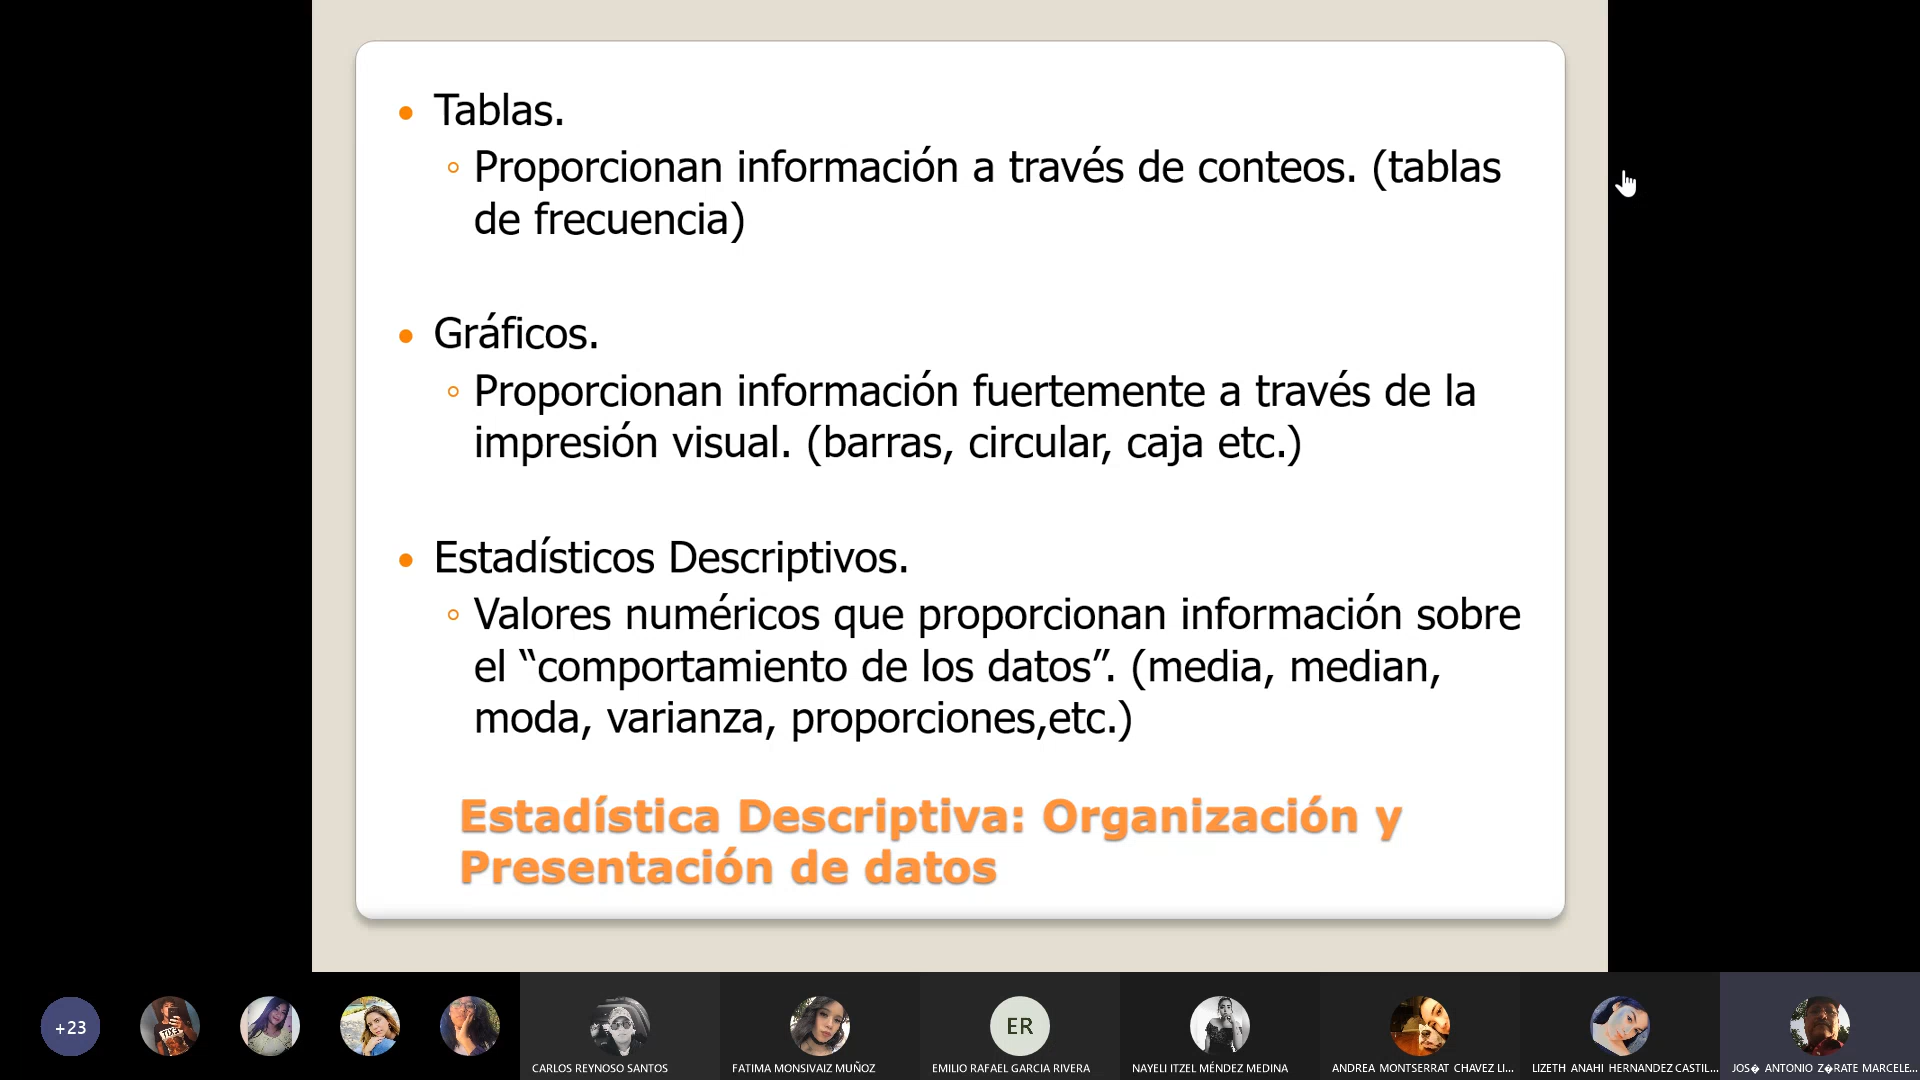 Tablas.
Proporcionan información a través de conteos. (tablas
de frecuencia)
Gráficos.
Proporcionan información fuertemente a través de la
impresión visual. (barras, circular, caja etc.)
Estadísticos Descriptivos.
Valores numéricos que proporcionan información sobre
el “comportamiento de los datos”. (media, median,
moda, varianza, proporciones,etc.)
Estadística Descriptiva: Organización y
Presentación de datos
+23
ER
CARLOS REYNOSO SANTOS
FATIMA MONSIVAIZ MUÑOZ
EMILIO RAFAEL GARCIA RIVERA
NAYELI ITZEL MÉNDEZ MEDINA
ANDREA MONTSERRAT CHAVEZ LI...
LIZETH ANAHI HERNANDEZ CASTIL...
JOS� ANTONIO Z�RATE MARCELE...